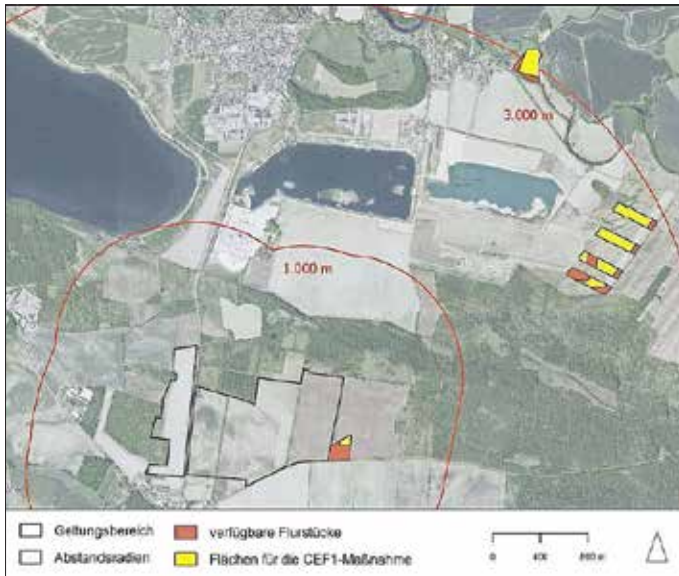 3.000 m
1.000 m
Geltungsbereich
verfügbare Flurstücke
Abstandsradien
Flächen für die CEF1-Maßnahme
0 400 800 m